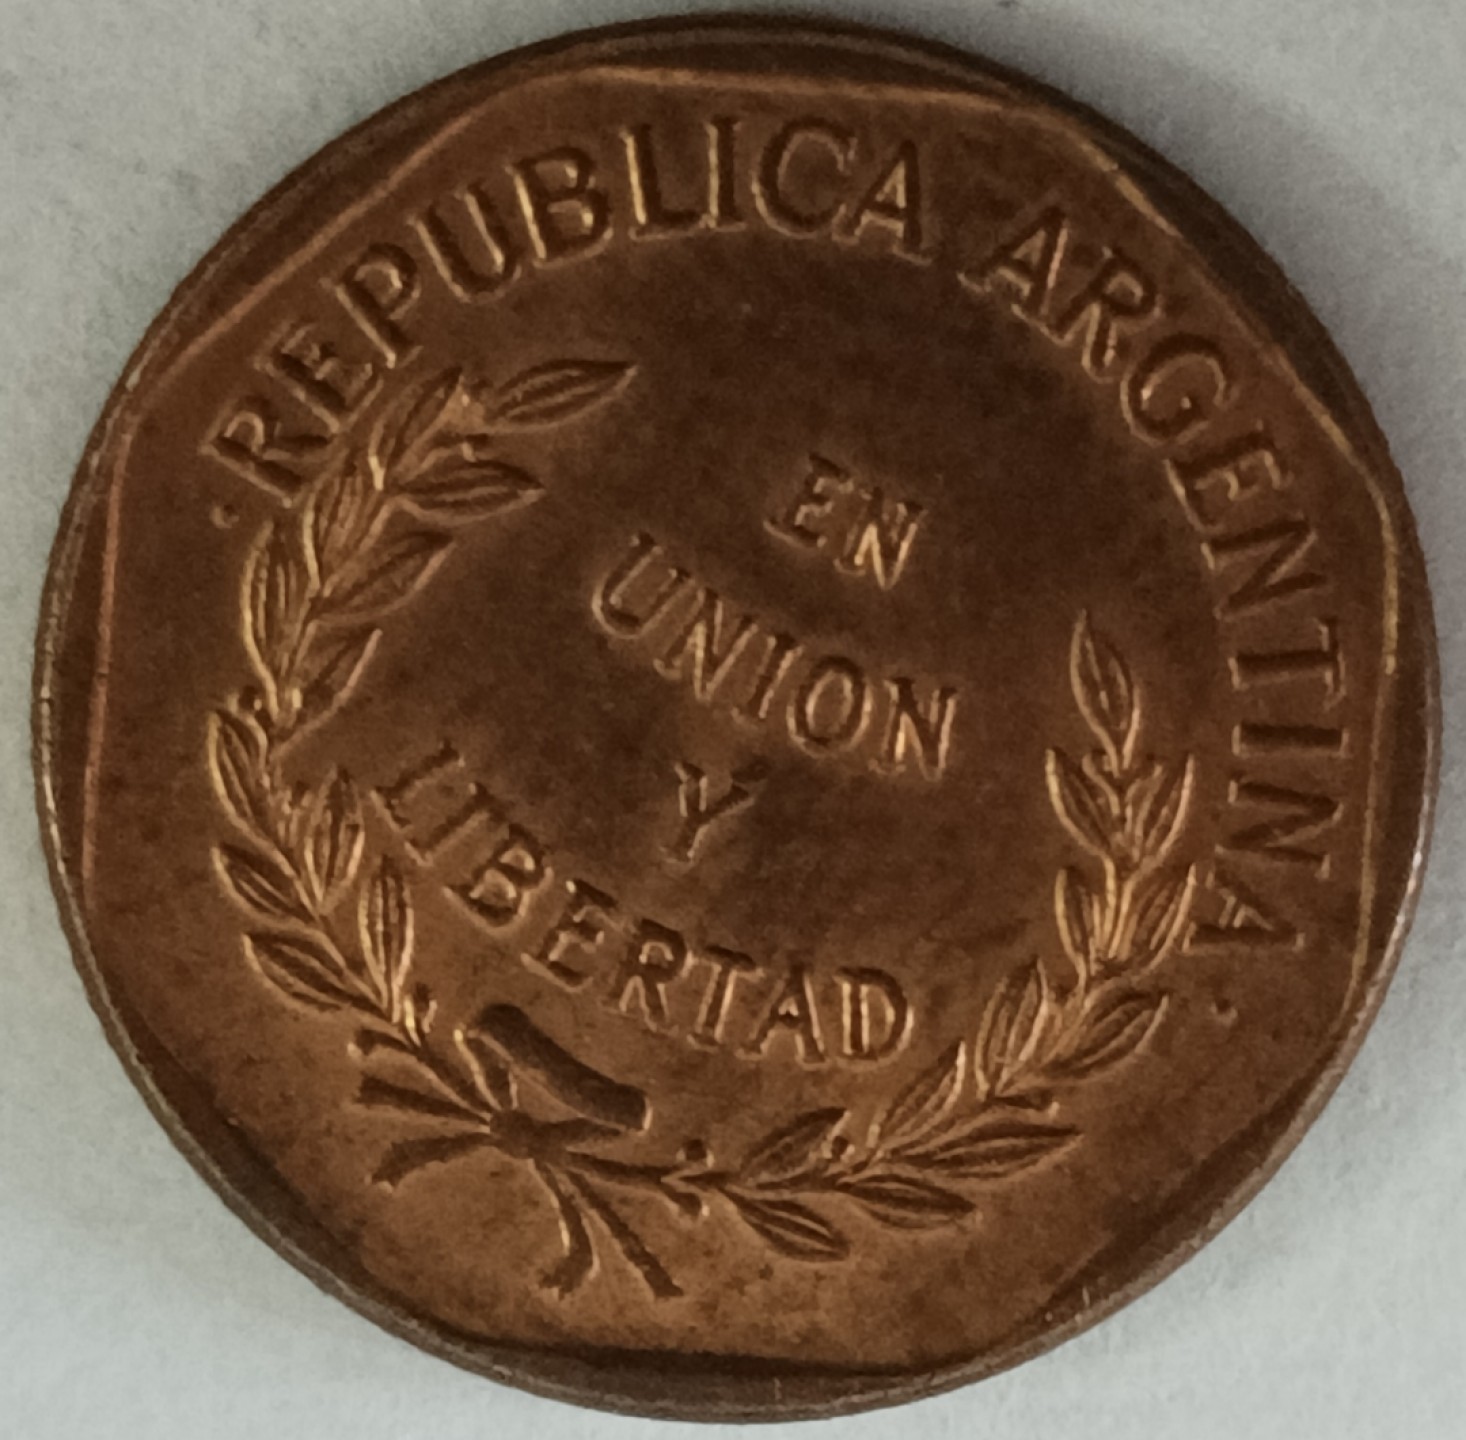 · REPUBLICA ARGENTINA ·
EN
UNION
Y
LIBERTAD